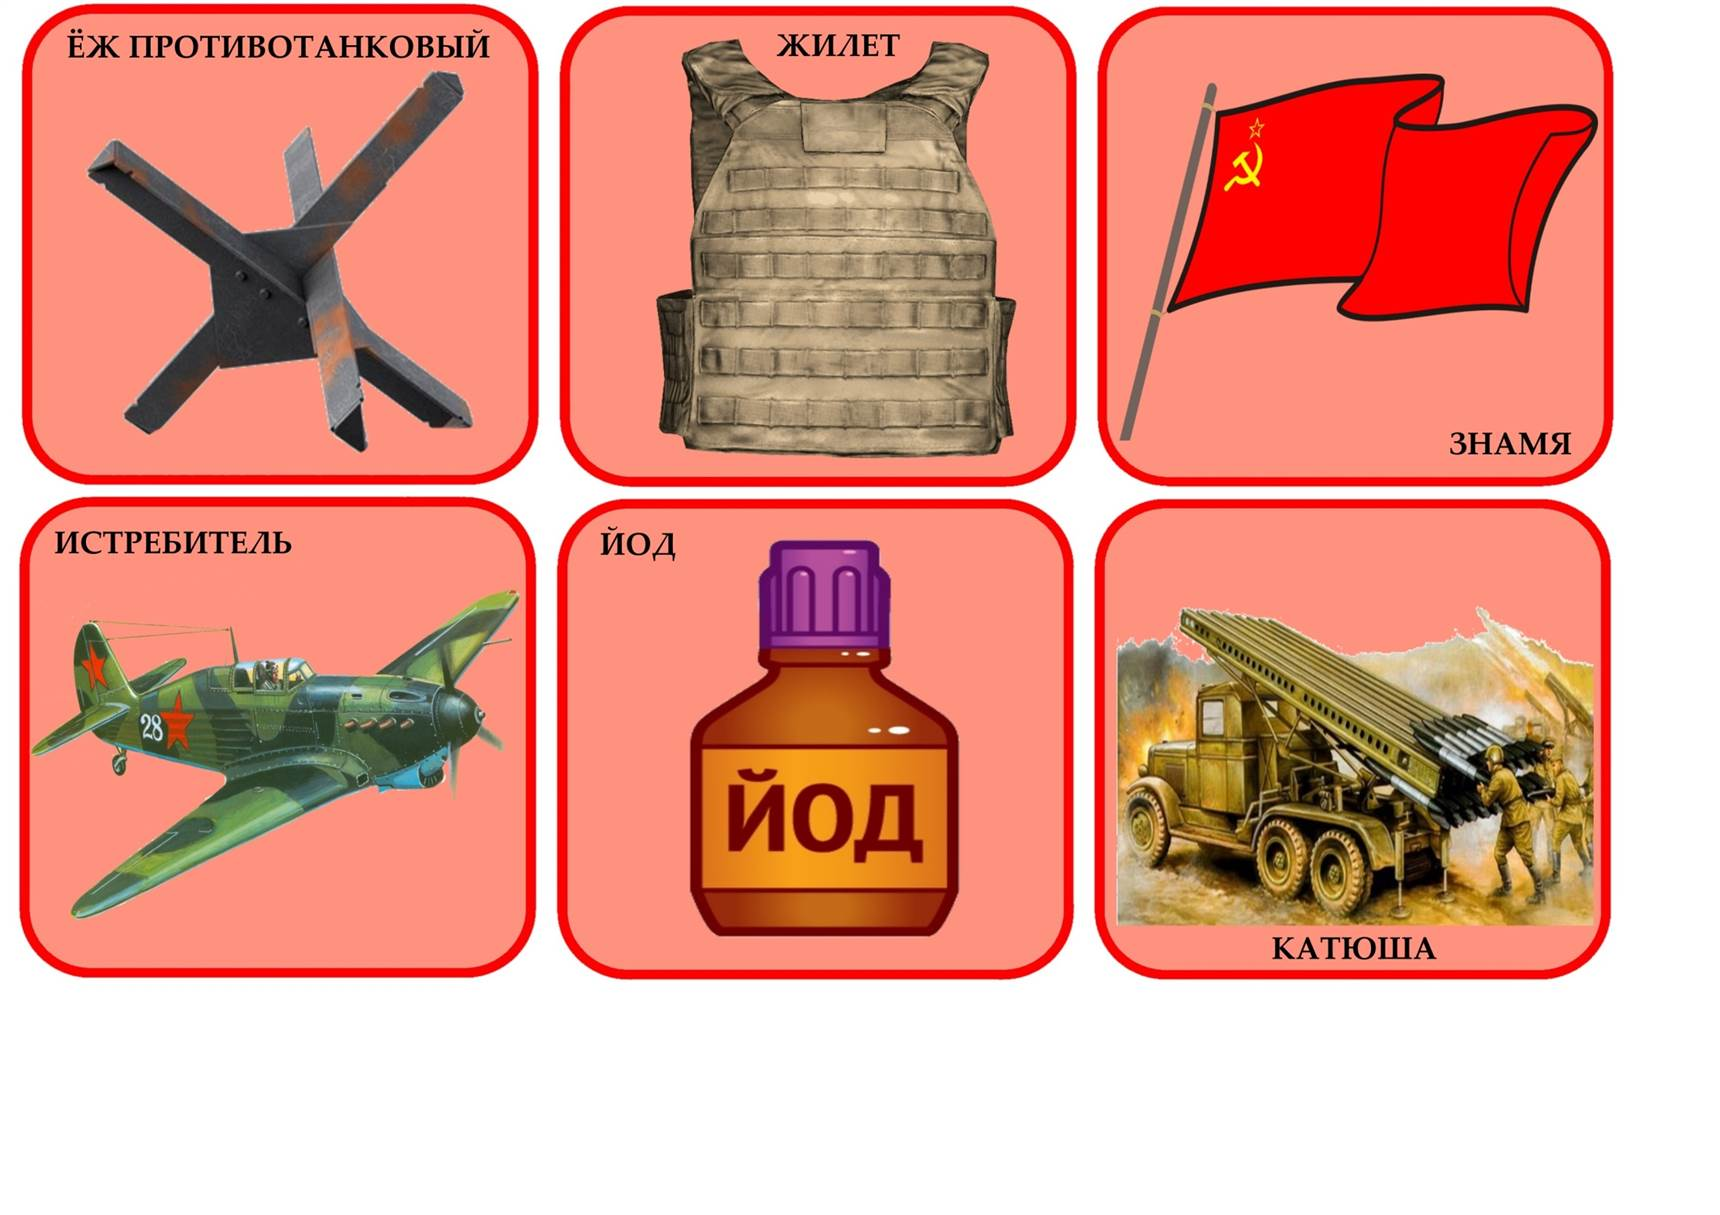 ЁЖ ПРОТИВОТАНКОВЫЙ
ЖИЛЕТ
ЗНАМЯ
ИСТРЕБИТЕЛЬ
28
ЙОД
ЙОД
КАТЮША